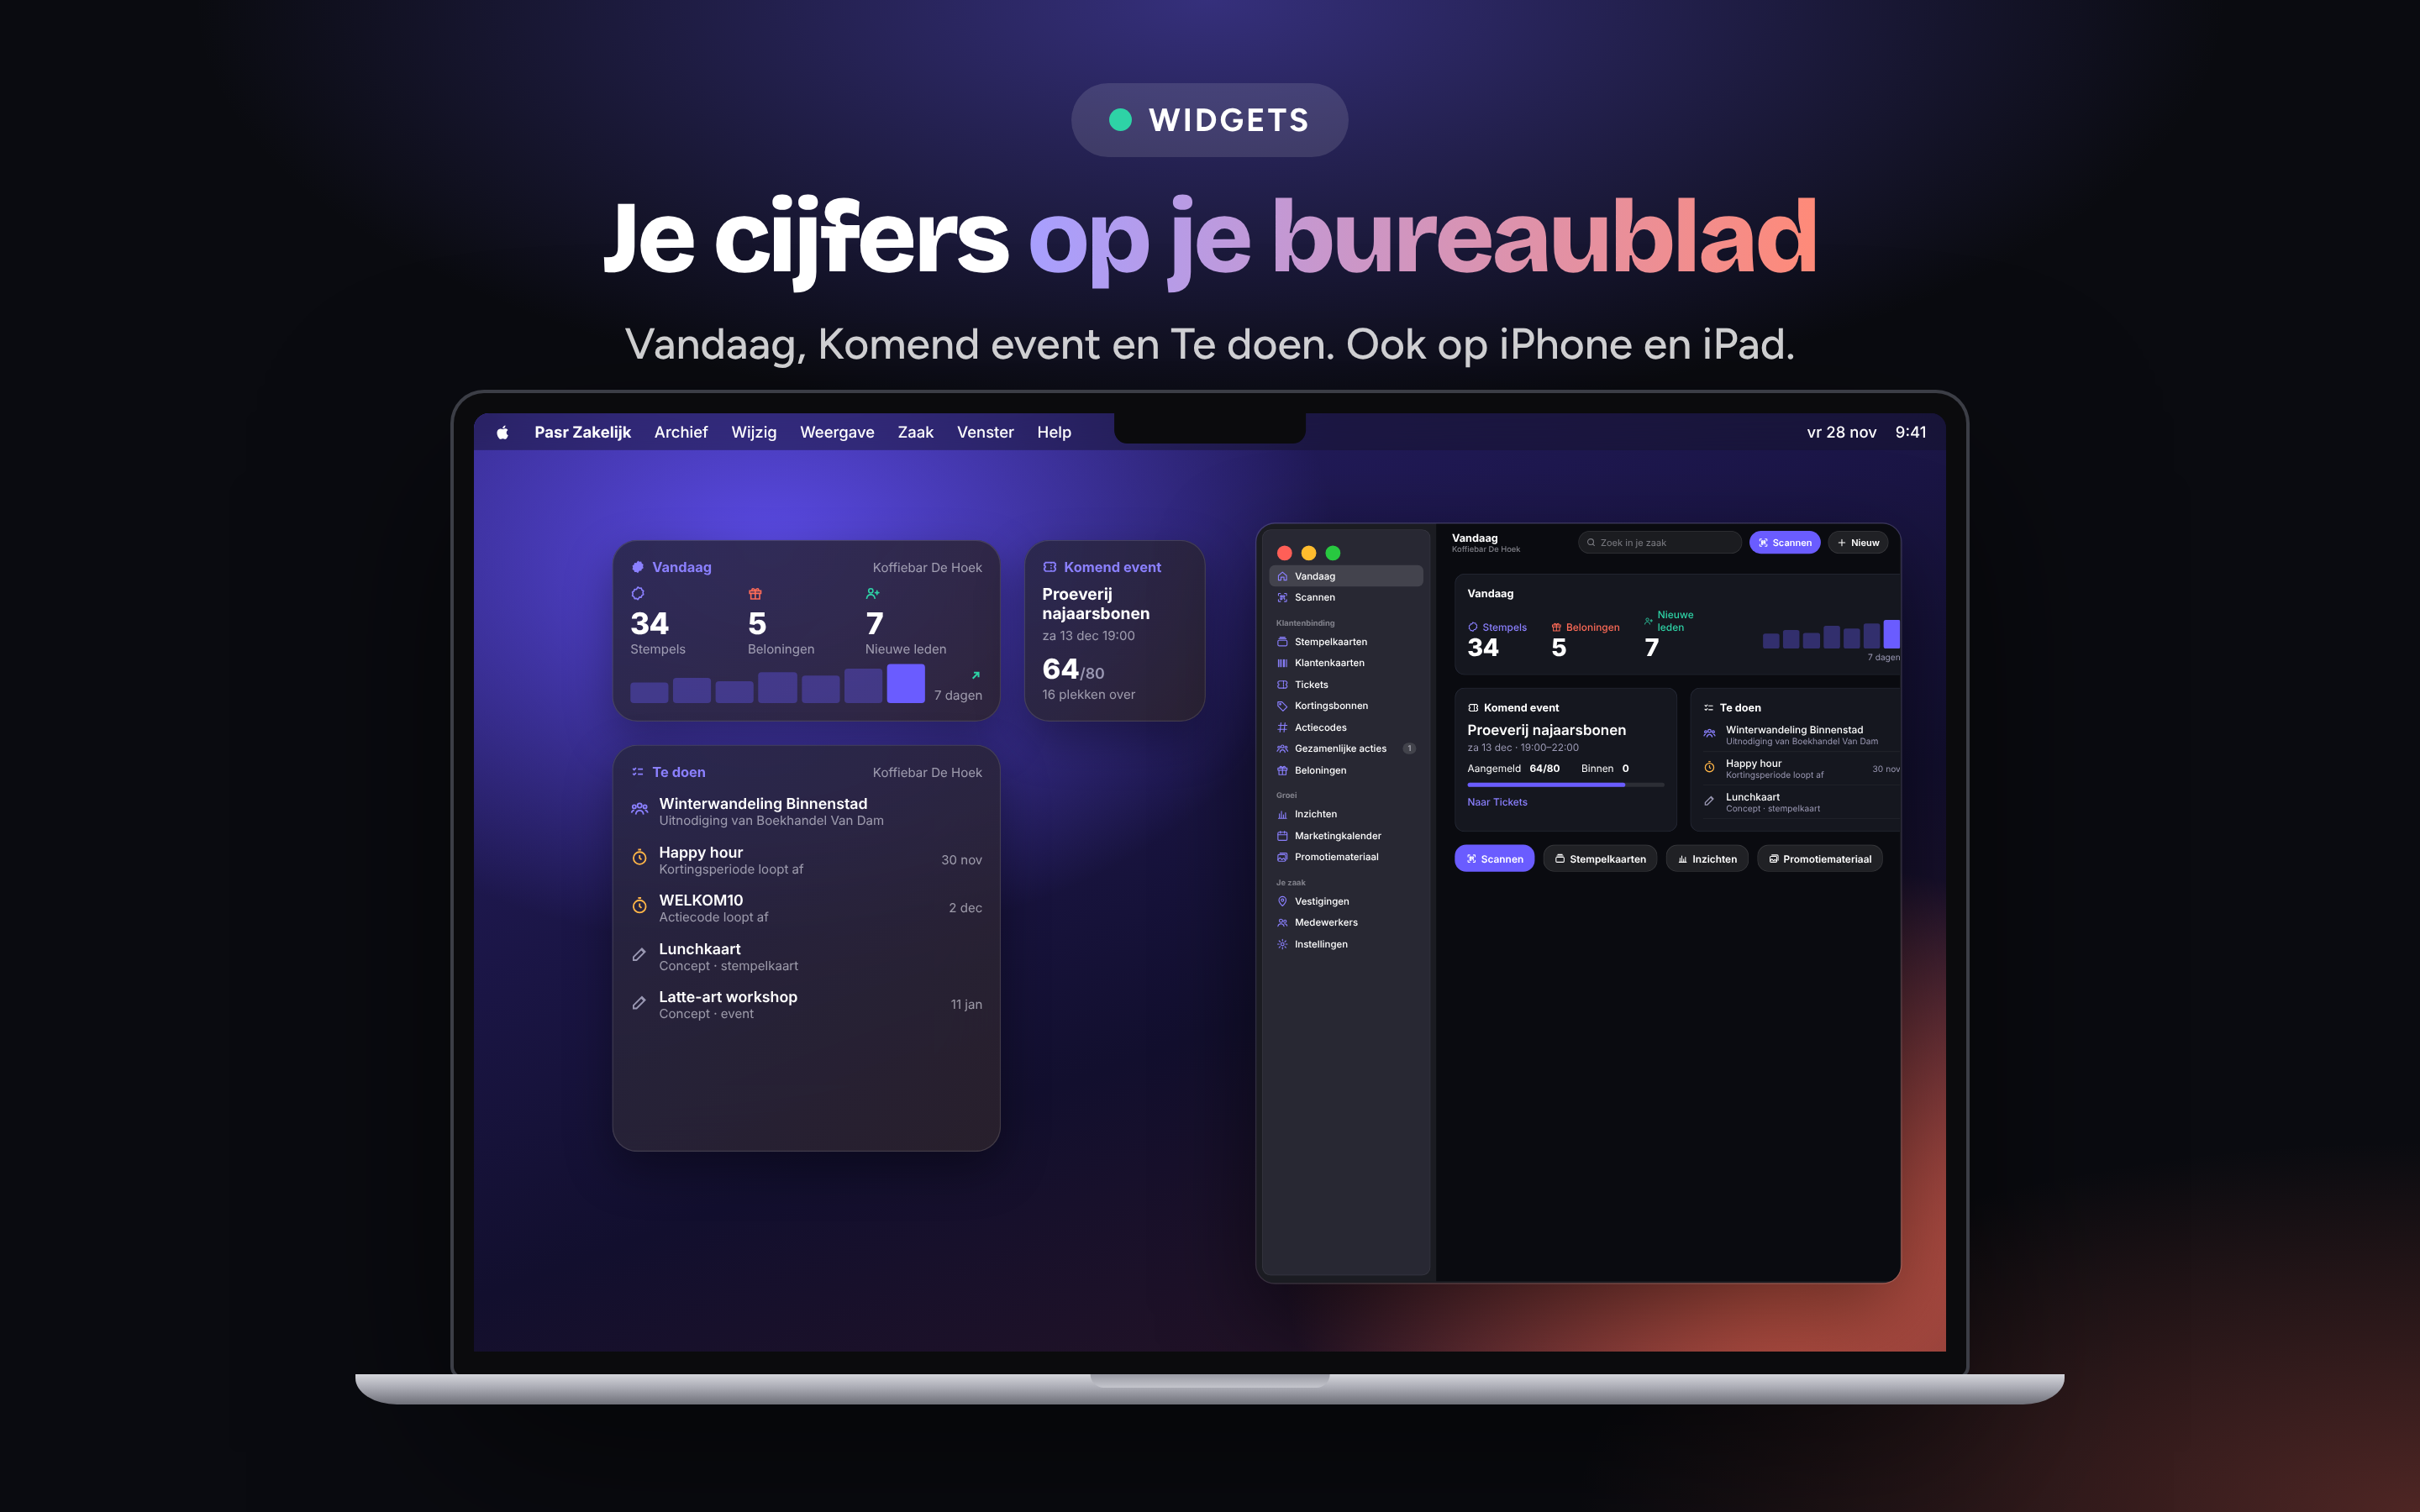 WIDGETS
Je cijfers op je bureaublad
Vandaag, Komend event en Te doen. Ook op iPhone en iPad.
Pasr Zakelijk Archief Wijzig Weergave Zaak Venster Help
vr 28 nov 9:41
Vandaag Koffiebar De Hoek
34 5 7
Stempels Beloningen Nieuwe leden
7 dagen
Komend event
Proeverij
najaarsbonen
za 13 dec 19:00
64/80
16 plekken over
Te doen Koffiebar De Hoek
Winterwandeling Binnenstad
Uitnodiging van Boekhandel Van Dam
Happy hour
Kortingsperiode loopt af
30 nov
WELKOM10
Actiecode loopt af
2 dec
Lunchkaart
Concept · stempelkaart
Latte-art workshop
Concept · event
11 jan
Vandaag
Scannen
Klantenbinding
Stempelkaarten
Klantenkaarten
Tickets
Kortingsbonnen
Actiecodes
Gezamenlijke acties 1
Beloningen
Groei
Inzichten
Marketingkalender
Promotiemateriaal
Je zaak
Vestigingen
Medewerkers
Instellingen
Vandaag
Koffiebar De Hoek
Zoek in je zaak
Scannen
Nieuw
Vandaag
Stempels
34
Beloningen
5
Nieuwe
leden
7
7 dagen
Komend event
Proeverij najaarsbonen
za 13 dec · 19:00–22:00
Aangemeld 64/80 Binnen 0
Naar Tickets
Te doen
Winterwandeling Binnenstad
Uitnodiging van Boekhandel Van Dam
Happy hour
Kortingsperiode loopt af
30 nov
Lunchkaart
Concept · stempelkaart
Scannen Stempelkaarten Inzichten Promotiemateriaal